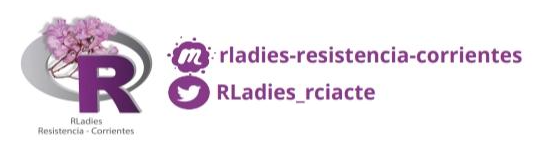 R
RLadies
Resistencia - Corrientes
m rladies-resistencia-corrientes
RLadies_rciacte